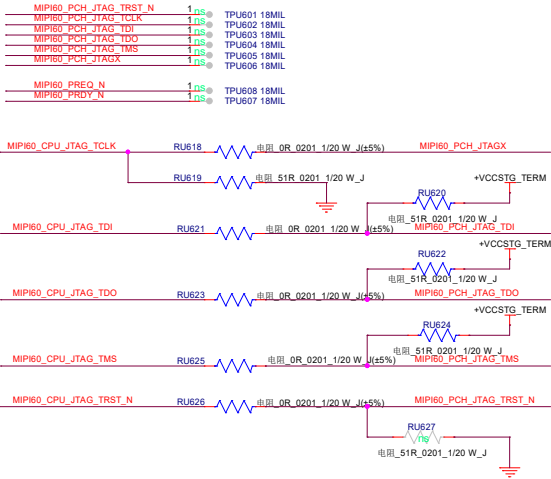 MIPI60_PCH_JTAG_TRST_N 1 ns
MIPI60_PCH_JTAG_TCLK 1 ns TPU601 18MIL
MIPI60_PCH_JTAG_TDI 1 ns TPU602 18MIL
MIPI60_PCH_JTAG_TDO 1 ns TPU603 18MIL
MIPI60_PCH_JTAG_TMS 1 ns TPU604 18MIL
MIPI60_PCH_JTAGX 1 ns TPU605 18MIL
TPU606 18MIL
MIPI60_PREQ_N 1 ns
MIPI60_PRDY_N 1 ns TPU608 18MIL
TPU607 18MIL
MIPI60_CPU_JTAG_TCLK RU618 电阻_0R_0201_1/20 W_J(±5%) MIPI60_PCH_JTAGX
RU619 电阻_51R_0201_1/20 W_J
+VCCSTG_TERM
RU620
电阻_51R_0201_1/20 W_J
MIPI60_CPU_JTAG_TDI RU621 电阻_0R_0201_1/20 W_J(±5%) MIPI60_PCH_JTAG_TDI
+VCCSTG_TERM
RU622
电阻_51R_0201_1/20 W_J
MIPI60_CPU_JTAG_TDO RU623 电阻_0R_0201_1/20 W_J(±5%) MIPI60_PCH_JTAG_TDO
+VCCSTG_TERM
RU624
电阻_51R_0201_1/20 W_J
MIPI60_CPU_JTAG_TMS RU625 电阻_0R_0201_1/20 W_J(±5%) MIPI60_PCH_JTAG_TMS
MIPI60_CPU_JTAG_TRST_N RU626 电阻_0R_0201_1/20 W_J(±5%) MIPI60_PCH_JTAG_TRST_N
RU627
ns
电阻_51R_0201_1/20 W_J